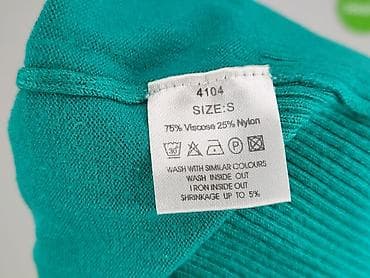 4104
SIZE:S
75% Viscose 25% Nylon
30 P
WASH WITH SIMILAR COLOURS
WASH INSIDE OUT
IRON INSIDE OUT
SHRINKAGE UP TO 5%